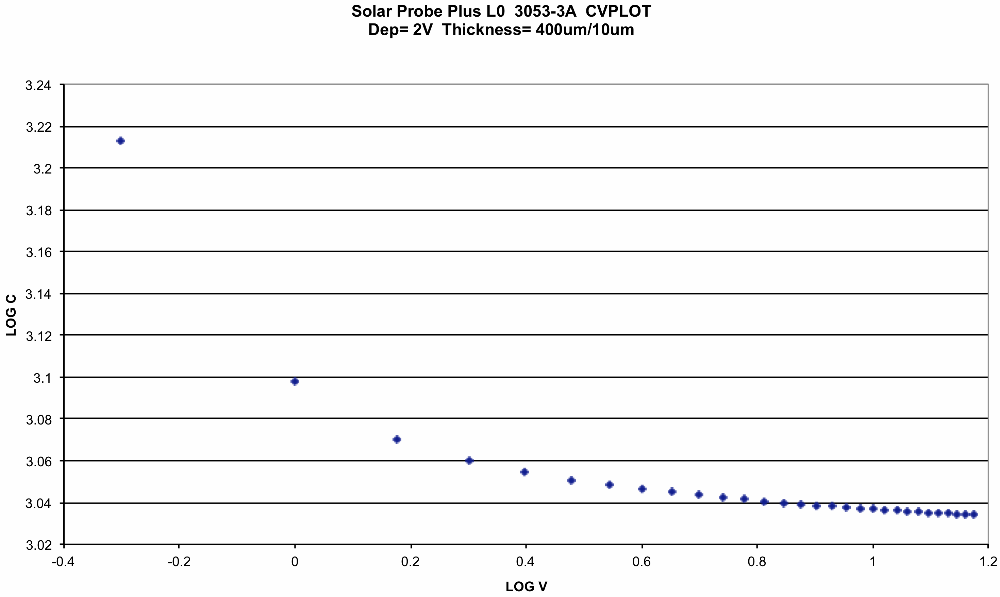 Solar Probe Plus L0  3053-3A  CVPLOT
Dep= 2V  Thickness= 400um/10um
3.24
3.22
3.2
3.18
3.16
3.14
3.12
3.1
3.08
3.06
3.04
3.02
LOG C
-0.4 -0.2 0 0.2 0.4 0.6 0.8 1 1.2
LOG V